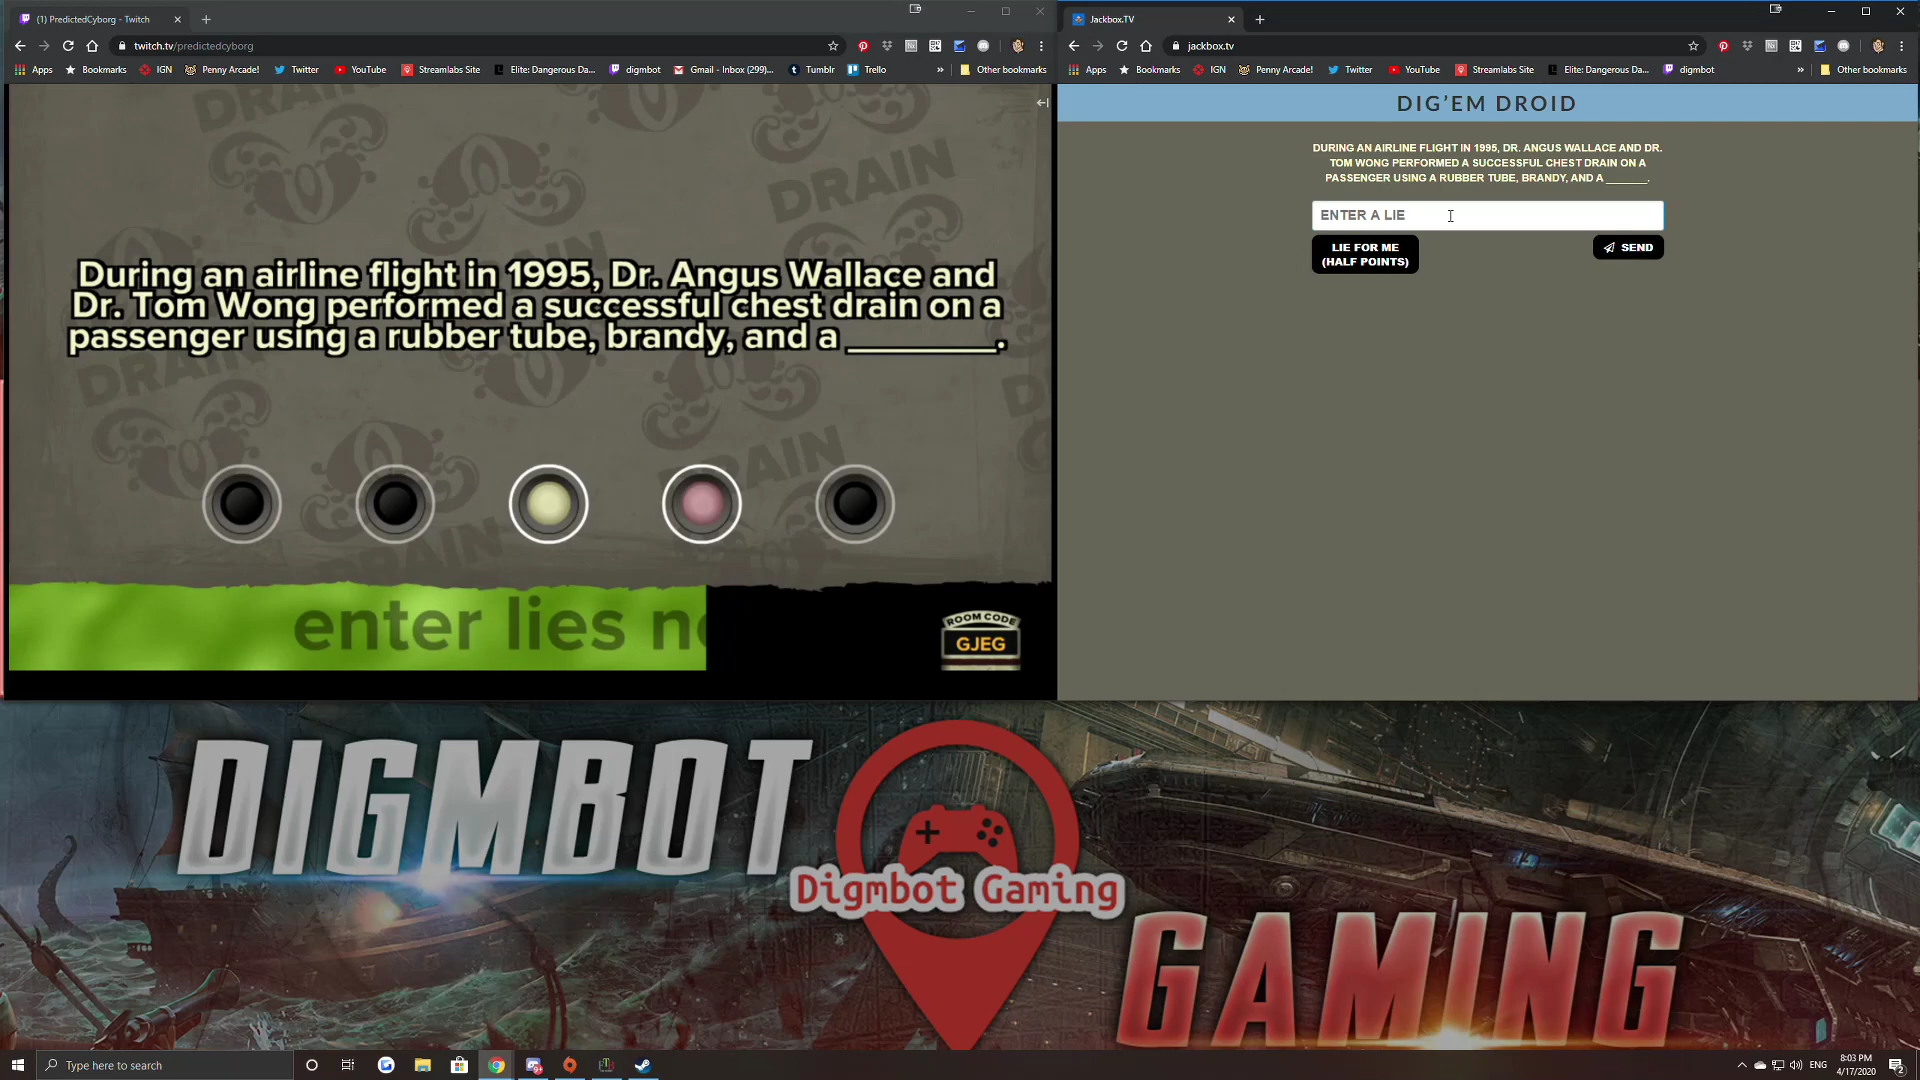 (1) PredictedCyborg - Twitch
twitch.tv/predictedcyborg
Apps
Bookmarks
IGN
Penny Arcade!
Twitter
YouTube
Streamlabs Site
Elite: Dangerous Da...
digmbot
Gmail - Inbox (299)...
Tumblr
Trello
»
Other bookmarks
DRAIN
DRAIN
DRAIN
DRAIN
During an airline flight in 1995, Dr. Angus Wallace and
Dr. Tom Wong performed a successful chest drain on a
passenger using a rubber tube, brandy, and a ________.
enter lies no
ROOM CODE
GJEG
Jackbox.TV
jackbox.tv
Apps
Bookmarks
IGN
Penny Arcade!
Twitter
YouTube
Streamlabs Site
Elite: Dangerous Da...
digmbot
»
Other bookmarks
DIG'EM DROID
DURING AN AIRLINE FLIGHT IN 1995, DR. ANGUS WALLACE AND DR.
TOM WONG PERFORMED A SUCCESSFUL CHEST DRAIN ON A
PASSENGER USING A RUBBER TUBE, BRANDY, AND A _______.
ENTER A LIE
LIE FOR ME
(HALF POINTS)
SEND
DIGMBOT
Digmbot Gaming
GAMING
Type here to search
ENG
8:03 PM
4/17/2020